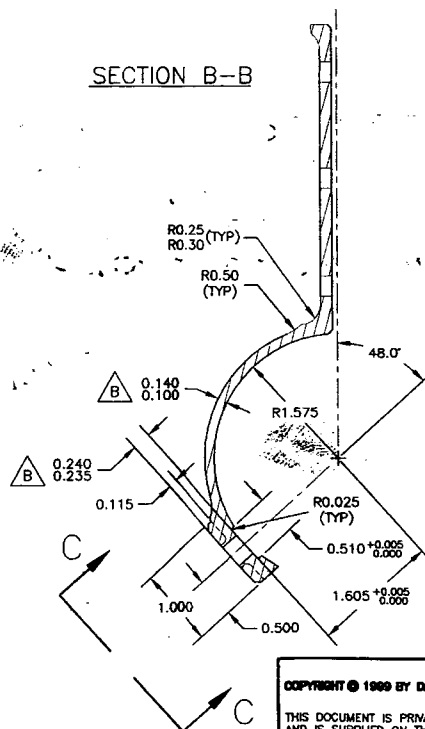 SECTION B-B
R0.25 (TYP)
R0.30
R0.50
(TYP)
48.0°
B 0.140
0.100
R1.575
B 0.240
0.235
0.115
R0.025
(TYP)
0.510 +0.005
0.000
1.605 +0.005
0.000
C
1.000
0.500
C
COPYRIGHT © 1999 BY
THIS DOCUMENT IS
AND IS SUPPLIED ON